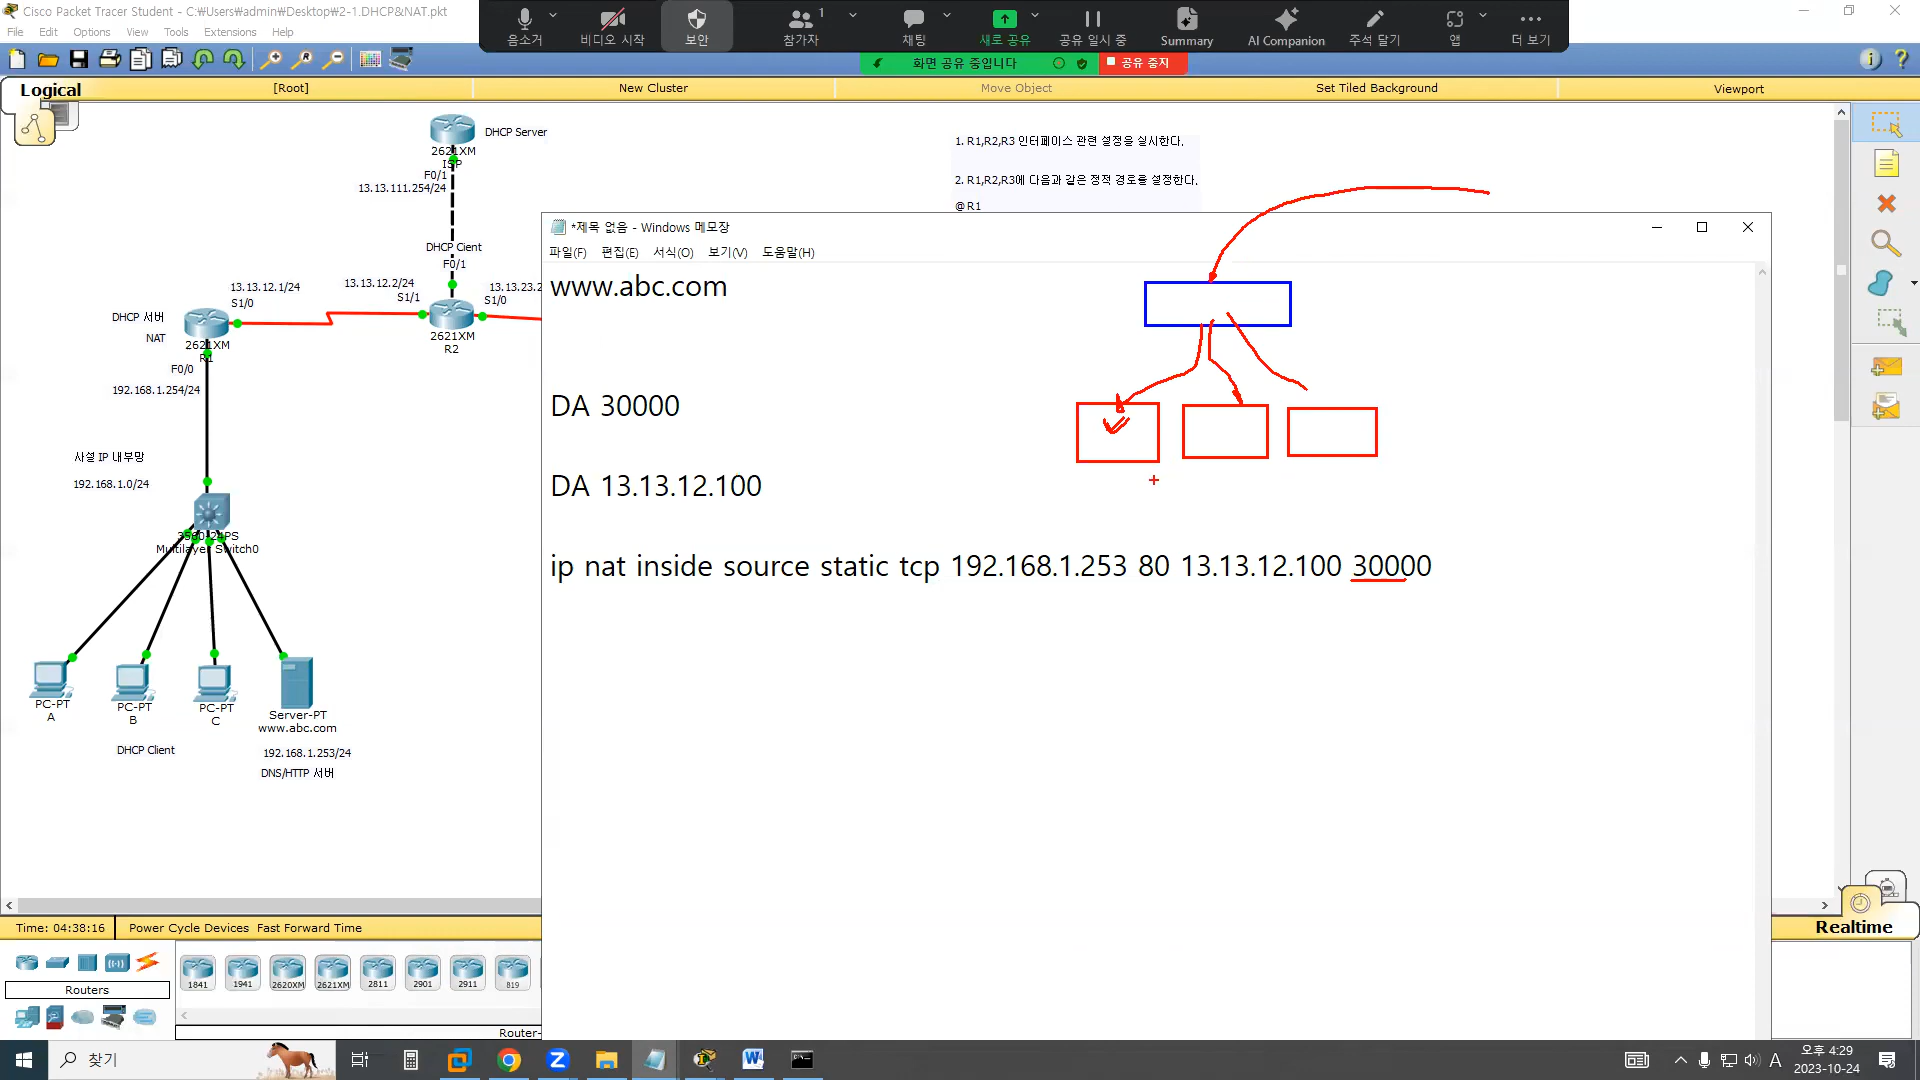 Cisco Packet Tracer Student - C:₩Users₩admin₩Desktop₩2-1.DHCP&NAT.pkt
File Edit Options View Tools Extensions Help
음소거 비디오 시작 보안 참가자 1 채팅 새로 공유 공유 일시 중 Summary AI Companion 주석 달기 앱 더 보기
화면 공유 중입니다 공유 중지
Logical [Root] New Cluster Move Object Set Tiled Background Viewport
DHCP Server
2621XM
ISP
F0/1
13.13.111.254/24
DHCP Cient
F0/1
13.13.12.1/24
S1/0
13.13.12.2/24
S1/1
13.13.23.2
S1/0
DHCP 서버
NAT
2621XM
R1
2621XM
R2
F0/0
192.168.1.254/24
사설 IP 내부망
192.168.1.0/24
3560-24PS
Multilayer Switch0
PC-PT
A
PC-PT
B
PC-PT
C
Server-PT
www.abc.com
DHCP Client
192.168.1.253/24
DNS/HTTP 서버
1. R1,R2,R3 인터페이스 관련 설정을 실시한다.
2. R1,R2,R3에 다음과 같은 정적 경로를 설정한다.
@R1
*제목 없음 - Windows 메모장
파일(F) 편집(E) 서식(O) 보기(V) 도움말(H)
www.abc.com
DA 30000
DA 13.13.12.100
ip nat inside source static tcp 192.168.1.253 80 13.13.12.100 30000
Time: 04:38:16 Power Cycle Devices Fast Forward Time
Realtime
Routers
1841 1941 2620XM 2621XM 2811 2901 2911 819
Router-
찾기
A
오후 4:29
2023-10-24